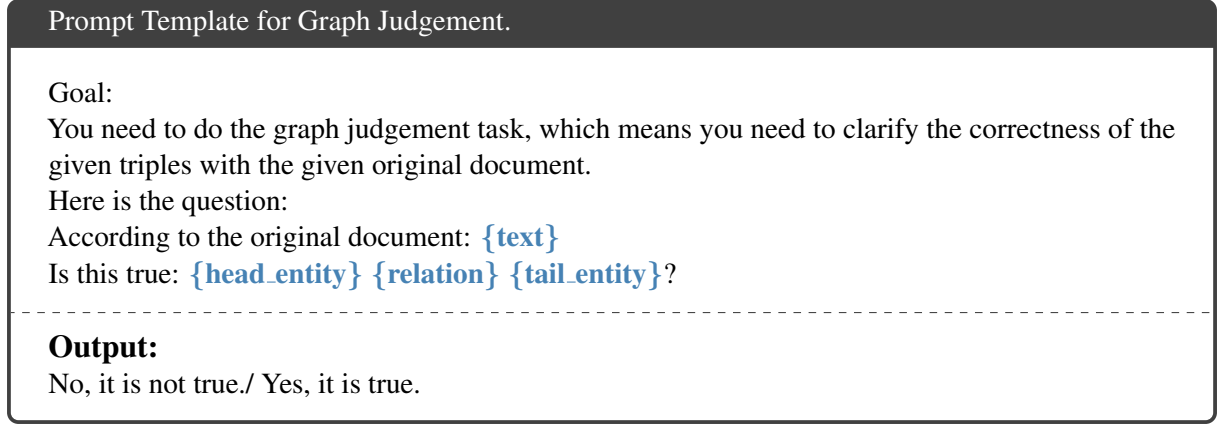 Prompt Template for Graph Judgement.
Goal:
You need to do the graph judgement task, which means you need to clarify the correctness of the
given triples with the given original document.
Here is the question:
According to the original document: {text}
Is this true: {head_entity} {relation} {tail_entity}?
Output:
No, it is not true./ Yes, it is true.